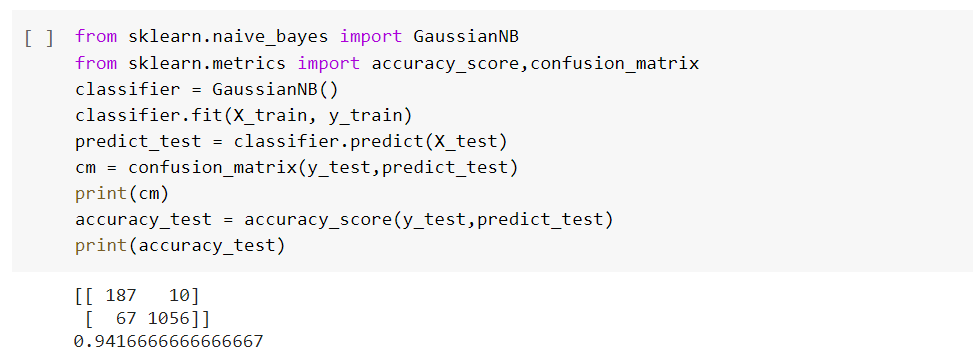 [ ] from sklearn.naive_bayes import GaussianNB
from sklearn.metrics import accuracy_score,confusion_matrix
classifier = GaussianNB()
classifier.fit(X_train, y_train)
predict_test = classifier.predict(X_test)
cm = confusion_matrix(y_test,predict_test)
print(cm)
accuracy_test = accuracy_score(y_test,predict_test)
print(accuracy_test)
[[ 187   10]
 [  67 1056]]
0.9416666666666667